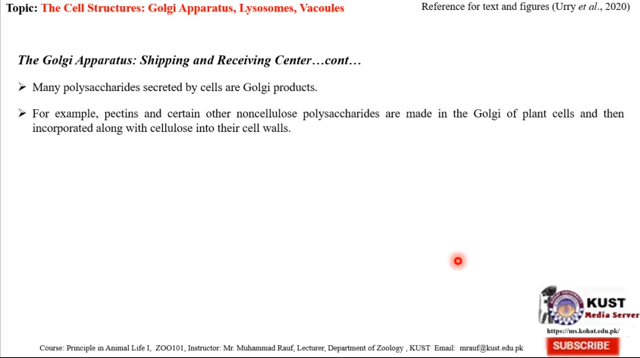 Topic: The Cell Structures: Golgi Apparatus, Lysosomes, Vacoules
Reference for text and figures (Urry et al., 2020)
The Golgi Apparatus: Shipping and Receiving Center…cont…
➢ Many polysaccharides secreted by cells are Golgi products.
➢ For example, pectins and certain other noncellulose polysaccharides are made in the Golgi of plant cells and then
incorporated along with cellulose into their cell walls.
KUST
Media Server
https://ms.kohat.edu.pk/
SUBSCRIBE
Course: Principle in Animal Life I, ZOO101, Instructor: Mr. Muhammad Rauf, Lecturer, Department of Zoology , KUST Email: mrauf@kust.edu.pk